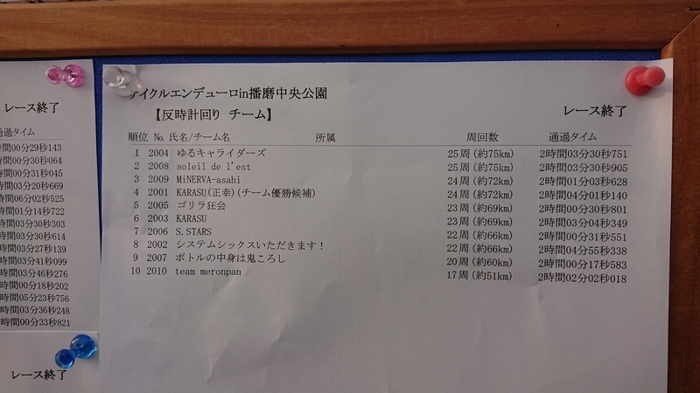 レース終了
通過タイム
時間00分29秒143
時間00分30秒064
時間00分31秒045
時間03分20秒669
時間06分02秒525
時間01分14秒722
時間03分30秒303
時間03分30秒614
時間03分27秒139
時間03分41秒099
時間03分46秒276
時間00分18秒202
時間05分23秒756
時間03分36秒248
時間00分33秒821
レース終了
イクルエンデューロin播磨中央公園
【反時計回り チーム】 レース終了
順位 No. 氏名/チーム名 所属 周回数 通過タイム
1 2004 ゆるキャライダーズ 25周 (約75km) 2時間03分30秒751
2 2008 soleil de l'est 25周 (約75km) 2時間03分30秒905
3 2009 MiNERVA-asahi 24周 (約72km) 2時間01分03秒628
4 2001 KARASU(正幸)(チーム優勝候補) 24周 (約72km) 2時間04分01秒140
5 2005 ゴリラ狂会 23周 (約69km) 2時間00分30秒801
6 2003 KARASU 23周 (約69km) 2時間03分04秒349
7 2006 S.STARS 22周 (約66km) 2時間00分31秒551
8 2002 システムシックスいただきます! 22周 (約66km) 2時間04分55秒338
9 2007 ボトルの中身は鬼ころし 20周 (約60km) 2時間00分17秒583
10 2010 team meronpan 17周 (約51km) 2時間02分02秒018